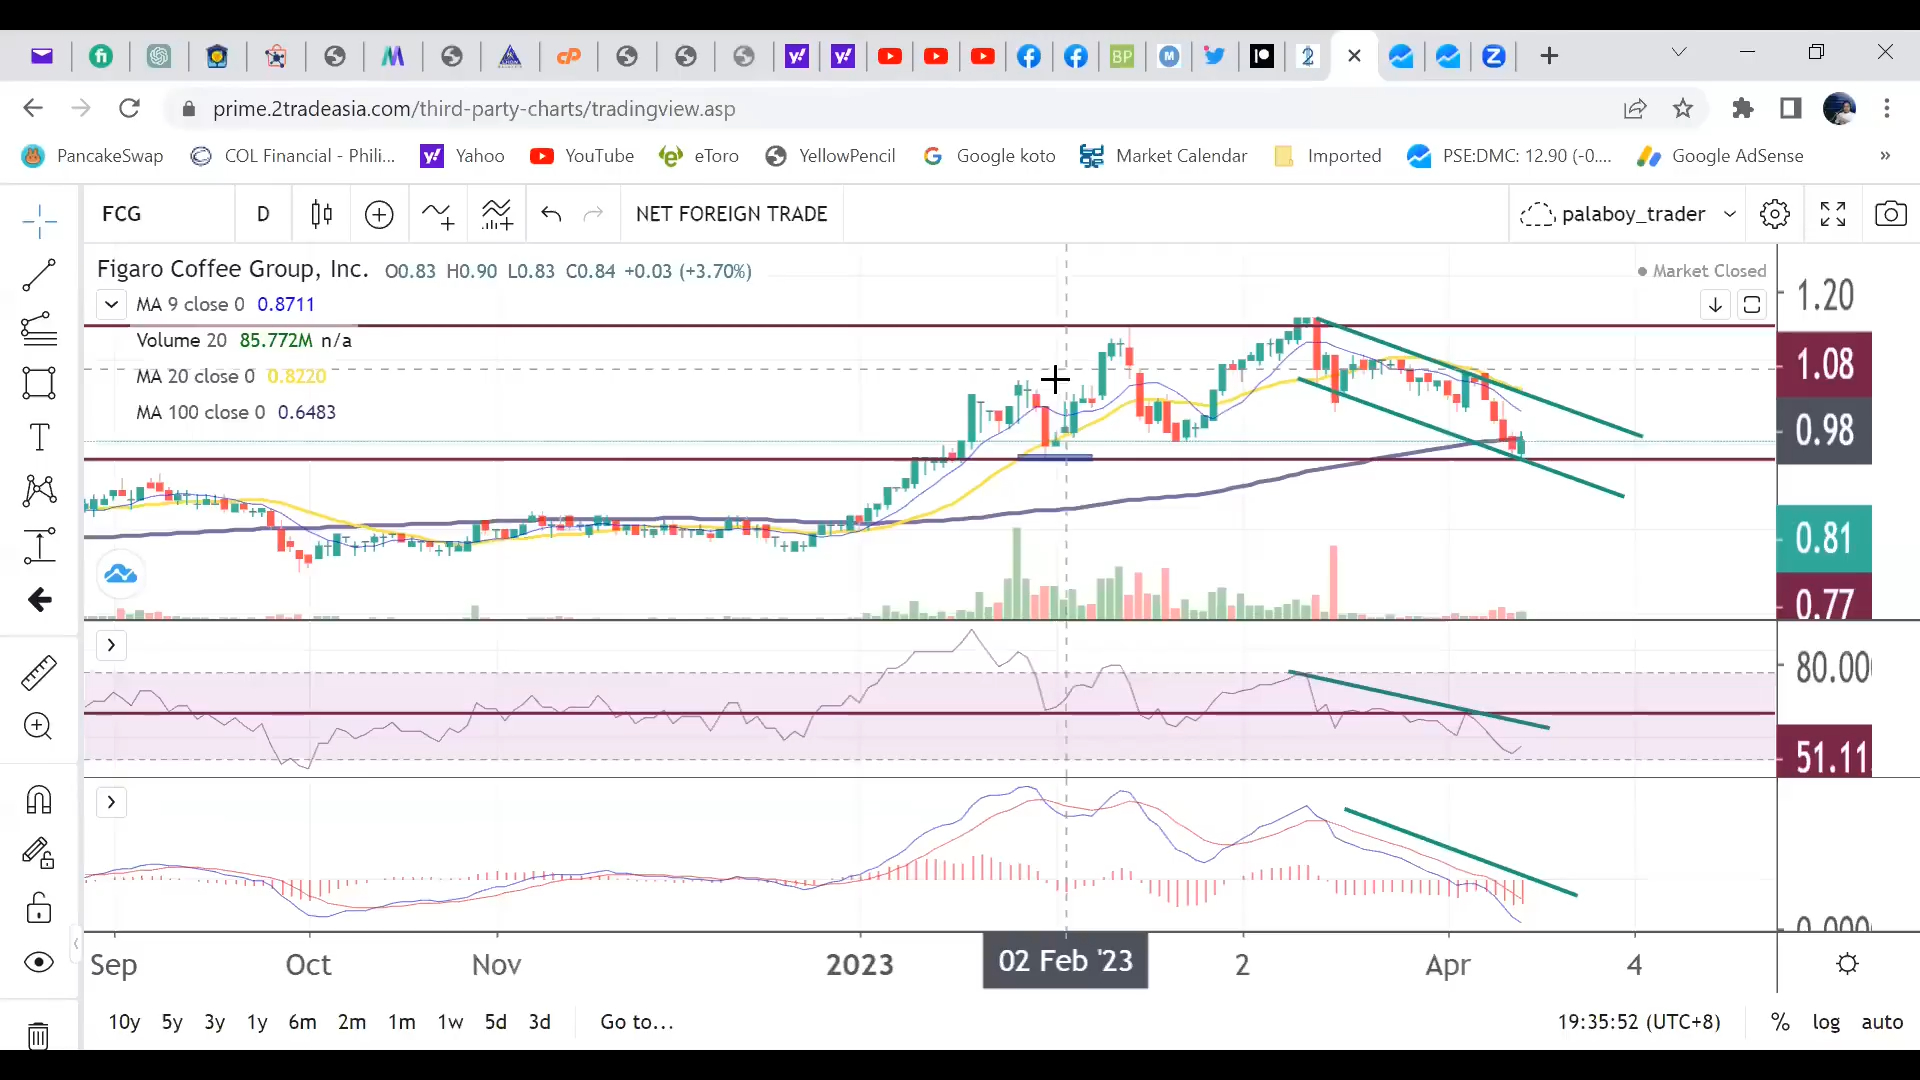 prime.2tradeasia.com/third-party-charts/tradingview.asp
PancakeSwap
COL Financial - Phili...
Yahoo
YouTube
eToro
YellowPencil
Google koto
Market Calendar
Imported
PSE:DMC: 12.90 (-0....
Google AdSense
»
FCG
D
NET FOREIGN TRADE
palaboy_trader
Figaro Coffee Group, Inc. O0.83 H0.90 L0.83 C0.84 +0.03 (+3.70%)
Market Closed
MA 9 close 0 0.8711
Volume 20 85.772M n/a
MA 20 close 0 0.8220
MA 100 close 0 0.6483
1.20
1.08
0.98
0.81
0.77
80.00
51.11
Sep
Oct
Nov
2023
02 Feb '23
2
Apr
4
10y 5y 3y 1y 6m 2m 1m 1w 5d 3d Go to...
19:35:52 (UTC+8) % log auto